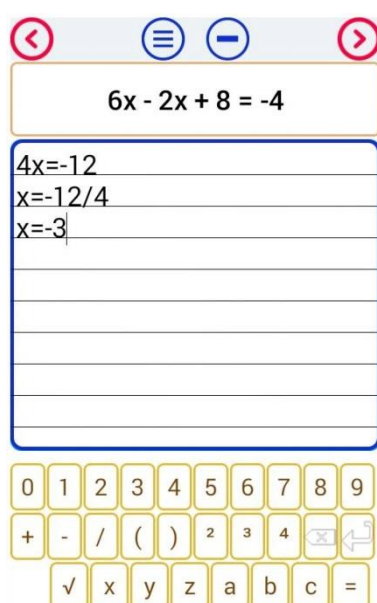 6x - 2x + 8 = -4
4x=-12
x=-12/4
x=-3
0 1 2 3 4 5 6 7 8 9
+ - / ( ) ² ³ ⁴
√ x y z a b c =